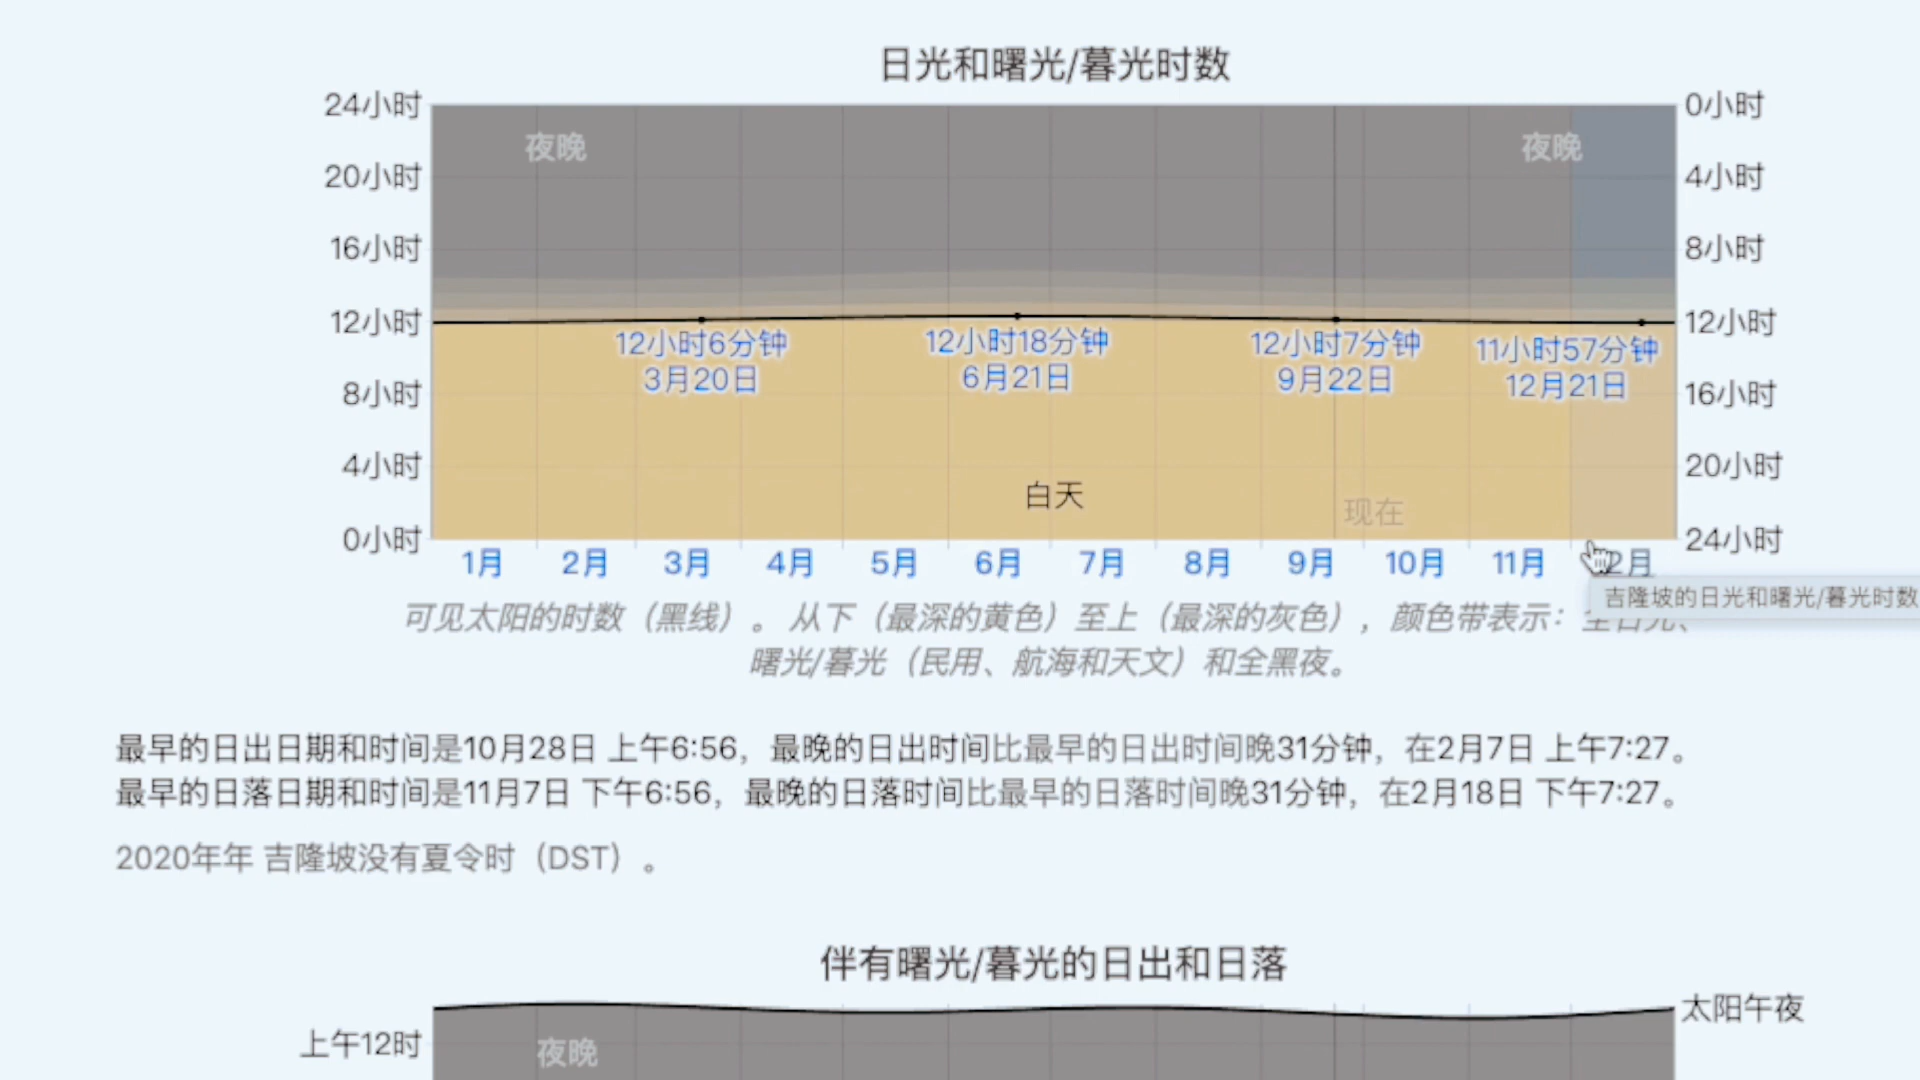 日光和曙光/暮光时数
24小时
0小时
夜晚
夜晚
20小时
4小时
16小时
8小时
12小时
12小时
12小时6分钟
3月20日
12小时18分钟
6月21日
12小时7分钟
9月22日
11小时57分钟
12月21日
8小时
16小时
4小时
20小时
白天
现在
0小时
24小时
1月
2月
3月
4月
5月
6月
7月
8月
9月
10月
11月
2月
吉隆坡的日光和曙光/暮光时数
可见太阳的时数（黑线）。从下（最深的黄色）至上（最深的灰色），颜色带表示：全日光、
曙光/暮光（民用、航海和天文）和全黑夜。
最早的日出日期和时间是10月28日 上午6:56，最晚的日出时间比最早的日出时间晚31分钟，在2月7日 上午7:27。
最早的日落日期和时间是11月7日 下午6:56，最晚的日落时间比最早的日落时间晚31分钟，在2月18日 下午7:27。
2020年年 吉隆坡没有夏令时（DST）。
伴有曙光/暮光的日出和日落
太阳午夜
上午12时
夜晚